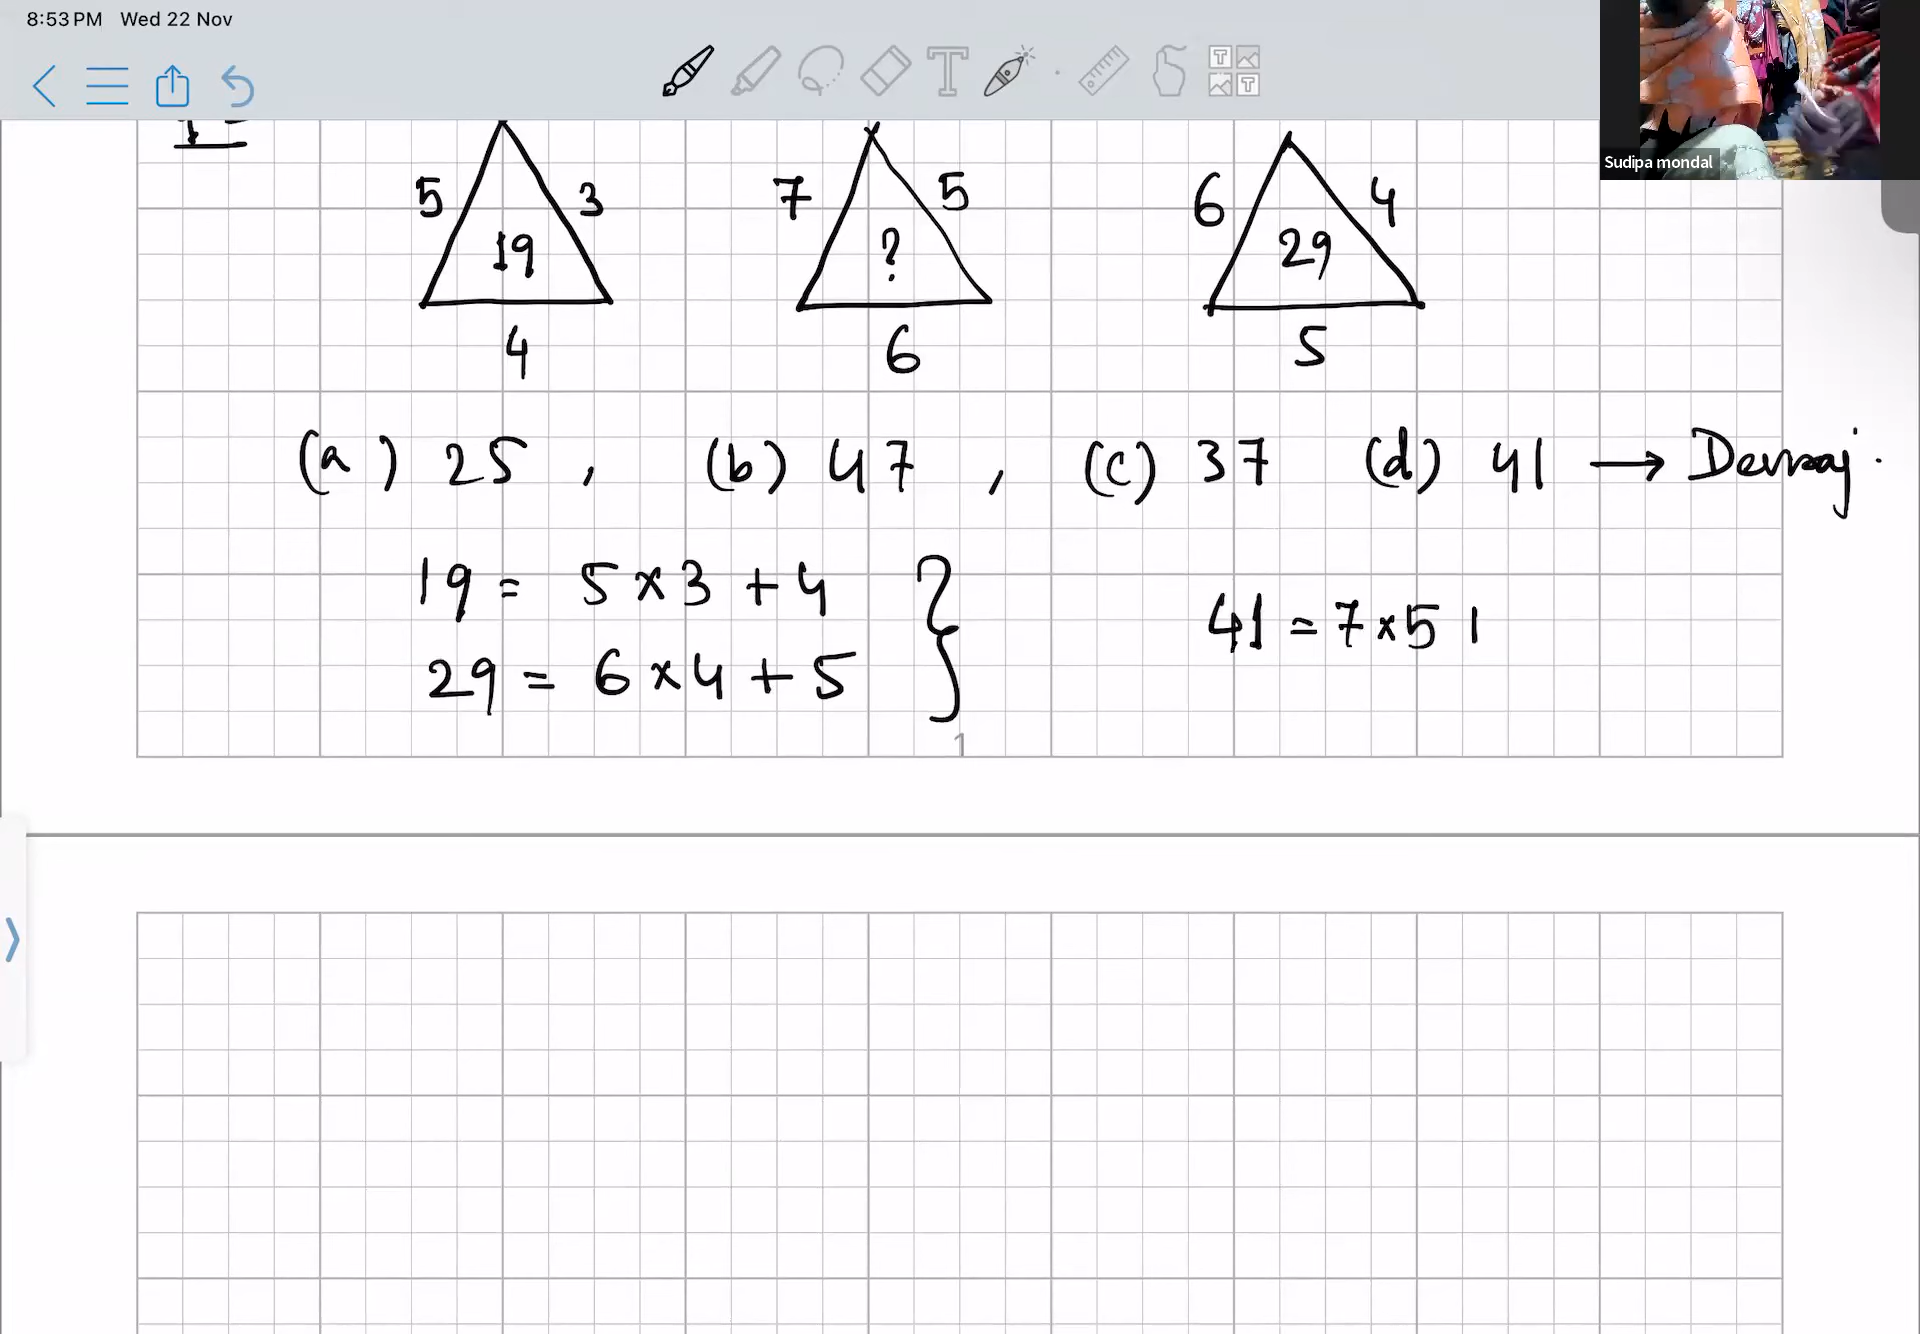 8:53 PM Wed 22 Nov
Sudipa mondal
5 3 7 5 6 4
19 ? 29
4 6 5
(a) 25 , (b) 47 , (c) 37 (d) 41 → Devraj.
19 = 5 × 3 + 4
41 = 7 × 5 1
29 = 6 × 4 + 5
1